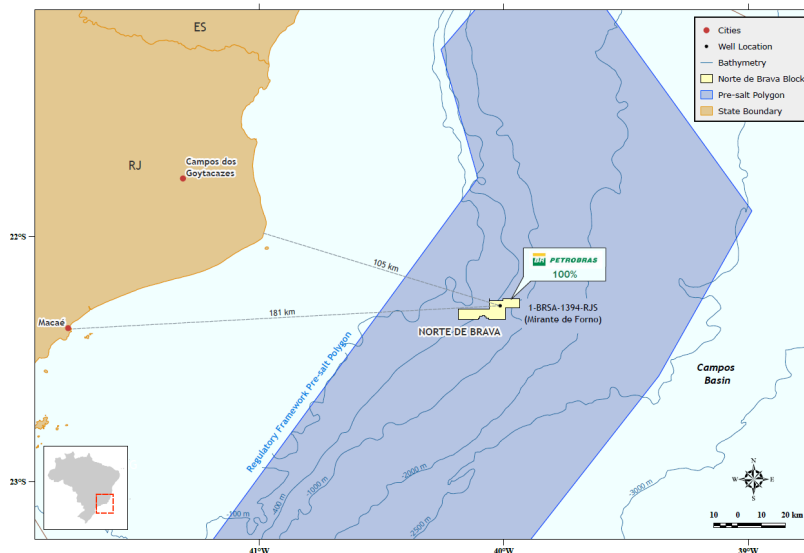 ES
RJ
Campos dos
Goytacazes
Macaé
22°S
23°S
41°W
40°W
39°W
105 km
181 km
BR PETROBRAS
100%
1-BRSA-1394-RJS
(Mirante de Forno)
NORTE DE BRAVA
Regulatory Framework Pre-salt Polygon
Campos
Basin
-100 m
-400 m
-1000 m
-2000 m
-2500 m
-3000 m
Cities
Well Location
Bathymetry
Norte de Brava Block
Pre-salt Polygon
State Boundary
N
W
E
S
10 0 10 20 km